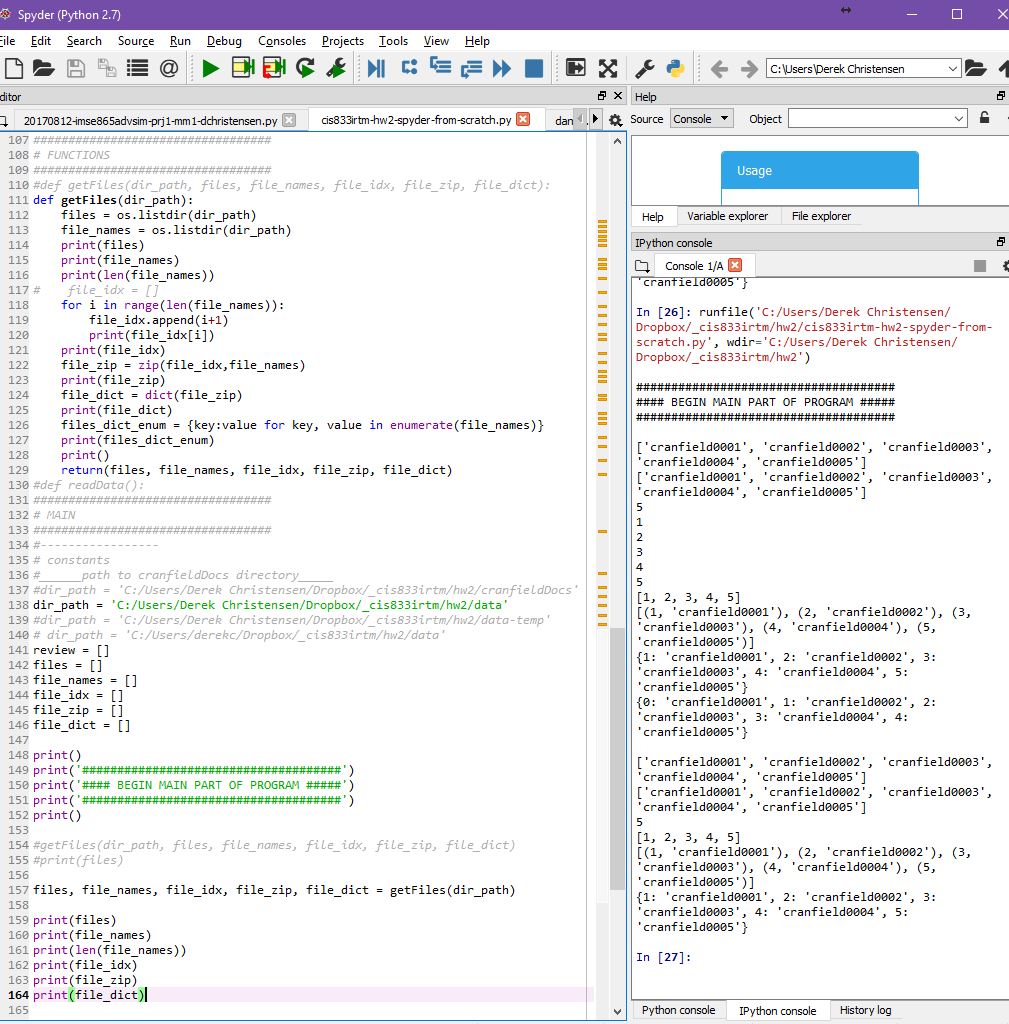 Spyder (Python 2.7)
File Edit Search Source Run Debug Consoles Projects Tools View Help
C:\Users\Derek Christensen
ditor
20170812-imse865advsim-prj1-mm1-dchristensen.py cis833irtm-hw2-spyder-from-scratch.py dan
107 ##################################
108 # FUNCTIONS
109 ##################################
110 #def getFiles(dir_path, files, file_names, file_idx, file_zip, file_dict):
111 def getFiles(dir_path):
112     files = os.listdir(dir_path)
113     file_names = os.listdir(dir_path)
114     print(files)
115     print(file_names)
116     print(len(file_names))
117 #    file_idx = []
118     for i in range(len(file_names)):
119         file_idx.append(i+1)
120         print(file_idx[i])
121     print(file_idx)
122     file_zip = zip(file_idx,file_names)
123     print(file_zip)
124     file_dict = dict(file_zip)
125     print(file_dict)
126     files_dict_enum = {key:value for key, value in enumerate(file_names)}
127     print(files_dict_enum)
128     print()
129     return(files, file_names, file_idx, file_zip, file_dict)
130 #def readData():
131 ##################################
132 # MAIN
133 ##################################
134 #-----------------
135 # constants
136 #______path to cranfieldDocs directory_____
137 #dir_path = 'C:/Users/Derek Christensen/Dropbox/_cis833irtm/hw2/cranfieldDocs'
138 dir_path = 'C:/Users/Derek Christensen/Dropbox/_cis833irtm/hw2/data'
139 #dir_path = 'C:/Users/Derek Christensen/Dropbox/_cis833irtm/hw2/data-temp'
140 # dir_path = 'C:/Users/derekc/Dropbox/_cis833irtm/hw2/data'
141 review = []
142 files = []
143 file_names = []
144 file_idx = []
145 file_zip = []
146 file_dict = []
147
148 print()
149 print('#####################################')
150 print('#### BEGIN MAIN PART OF PROGRAM #####')
151 print('#####################################')
152 print()
153
154 #getFiles(dir_path, files, file_names, file_idx, file_zip, file_dict)
155 #print(files)
156
157 files, file_names, file_idx, file_zip, file_dict = getFiles(dir_path)
158
159 print(files)
160 print(file_names)
161 print(len(file_names))
162 print(file_idx)
163 print(file_zip)
164 print(file_dict)
165
Help
Source Console Object
Usage
Help Variable explorer File explorer
IPython console
Console 1/A
'cranfield0005'}
In [26]: runfile('C:/Users/Derek Christensen/
Dropbox/_cis833irtm/hw2/cis833irtm-hw2-spyder-from-
scratch.py', wdir='C:/Users/Derek Christensen/
Dropbox/_cis833irtm/hw2')
#####################################
#### BEGIN MAIN PART OF PROGRAM #####
#####################################
['cranfield0001', 'cranfield0002', 'cranfield0003',
'cranfield0004', 'cranfield0005']
['cranfield0001', 'cranfield0002', 'cranfield0003',
'cranfield0004', 'cranfield0005']
5
1
2
3
4
5
[1, 2, 3, 4, 5]
[(1, 'cranfield0001'), (2, 'cranfield0002'), (3,
'cranfield0003'), (4, 'cranfield0004'), (5,
'cranfield0005')]
{1: 'cranfield0001', 2: 'cranfield0002', 3:
'cranfield0003', 4: 'cranfield0004', 5:
'cranfield0005'}
{0: 'cranfield0001', 1: 'cranfield0002', 2:
'cranfield0003', 3: 'cranfield0004', 4:
'cranfield0005'}
['cranfield0001', 'cranfield0002', 'cranfield0003',
'cranfield0004', 'cranfield0005']
['cranfield0001', 'cranfield0002', 'cranfield0003',
'cranfield0004', 'cranfield0005']
5
[1, 2, 3, 4, 5]
[(1, 'cranfield0001'), (2, 'cranfield0002'), (3,
'cranfield0003'), (4, 'cranfield0004'), (5,
'cranfield0005')]
{1: 'cranfield0001', 2: 'cranfield0002', 3:
'cranfield0003', 4: 'cranfield0004', 5:
'cranfield0005'}
In [27]:
Python console IPython console History log